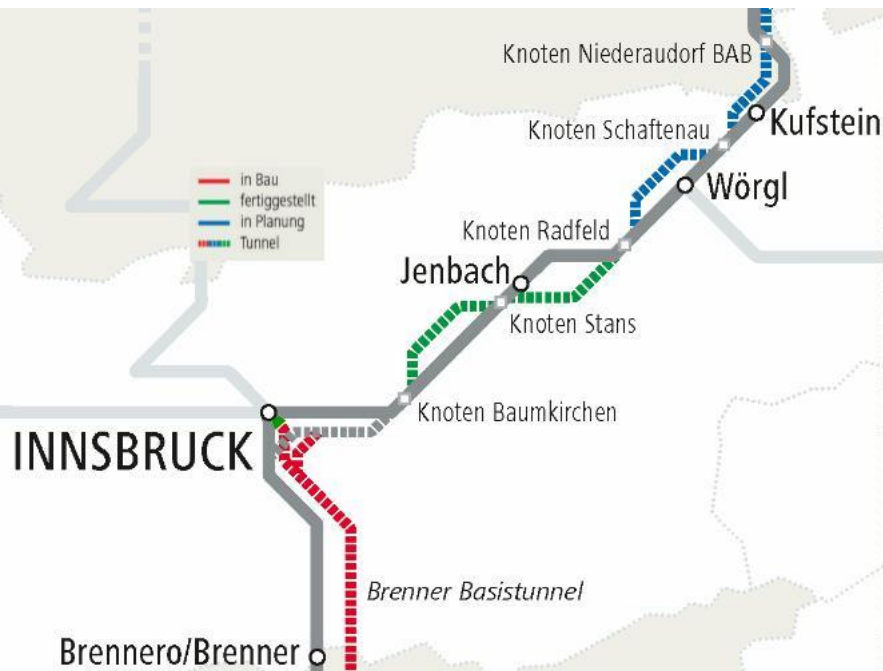 Knoten Niederaudorf BAB
Kufstein
Knoten Schaftenau
in Bau
fertiggestellt
in Planung
Tunnel
Wörgl
Knoten Radfeld
Jenbach
Knoten Stans
Knoten Baumkirchen
INNSBRUCK
Brenner Basistunnel
Brennero/Brenner